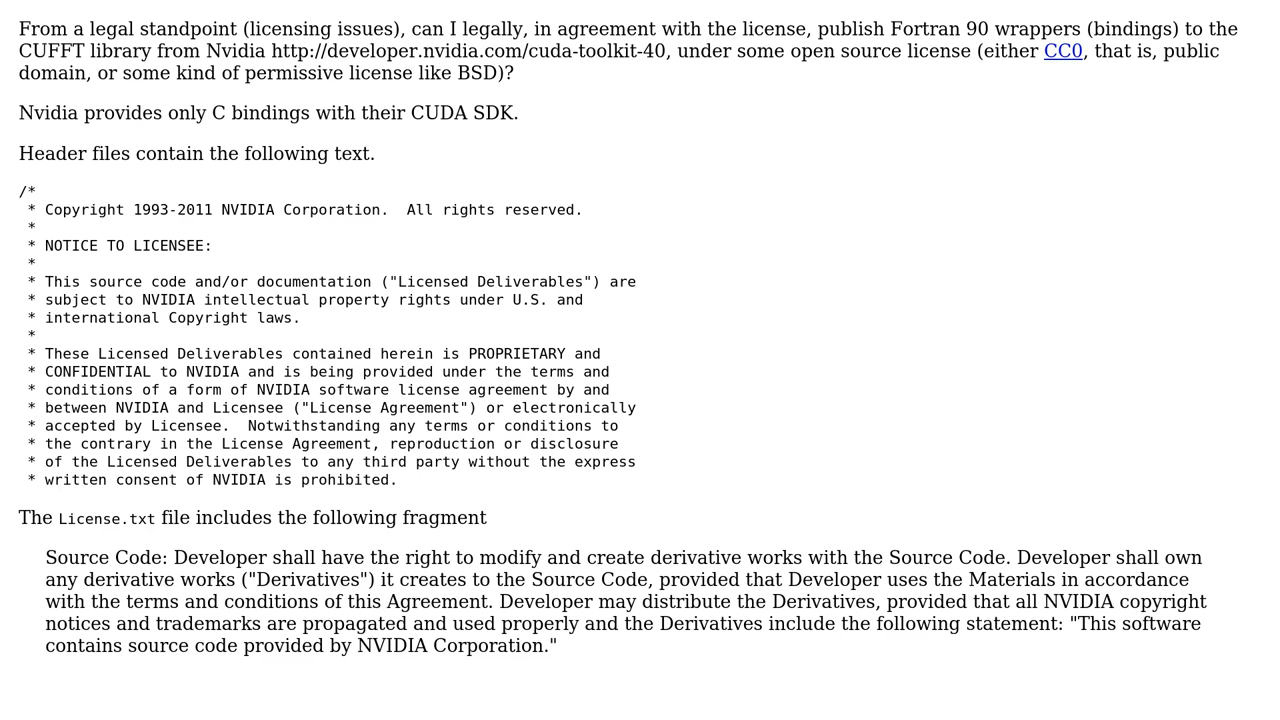 From a legal standpoint (licensing issues), can I legally, in agreement with the license, publish Fortran 90 wrappers (bindings) to the
CUFFT library from Nvidia http://developer.nvidia.com/cuda-toolkit-40, under some open source license (either CC0, that is, public
domain, or some kind of permissive license like BSD)?
Nvidia provides only C bindings with their CUDA SDK.
Header files contain the following text.
/*
 * Copyright 1993-2011 NVIDIA Corporation.  All rights reserved.
 *
 * NOTICE TO LICENSEE:
 *
 * This source code and/or documentation ("Licensed Deliverables") are
 * subject to NVIDIA intellectual property rights under U.S. and
 * international Copyright laws.
 *
 * These Licensed Deliverables contained herein is PROPRIETARY and
 * CONFIDENTIAL to NVIDIA and is being provided under the terms and
 * conditions of a form of NVIDIA software license agreement by and
 * between NVIDIA and Licensee ("License Agreement") or electronically
 * accepted by Licensee.  Notwithstanding any terms or conditions to
 * the contrary in the License Agreement, reproduction or disclosure
 * of the Licensed Deliverables to any third party without the express
 * written consent of NVIDIA is prohibited.
The License.txt file includes the following fragment
Source Code: Developer shall have the right to modify and create derivative works with the Source Code. Developer shall own
any derivative works ("Derivatives") it creates to the Source Code, provided that Developer uses the Materials in accordance
with the terms and conditions of this Agreement. Developer may distribute the Derivatives, provided that all NVIDIA copyright
notices and trademarks are propagated and used properly and the Derivatives include the following statement: "This software
contains source code provided by NVIDIA Corporation."